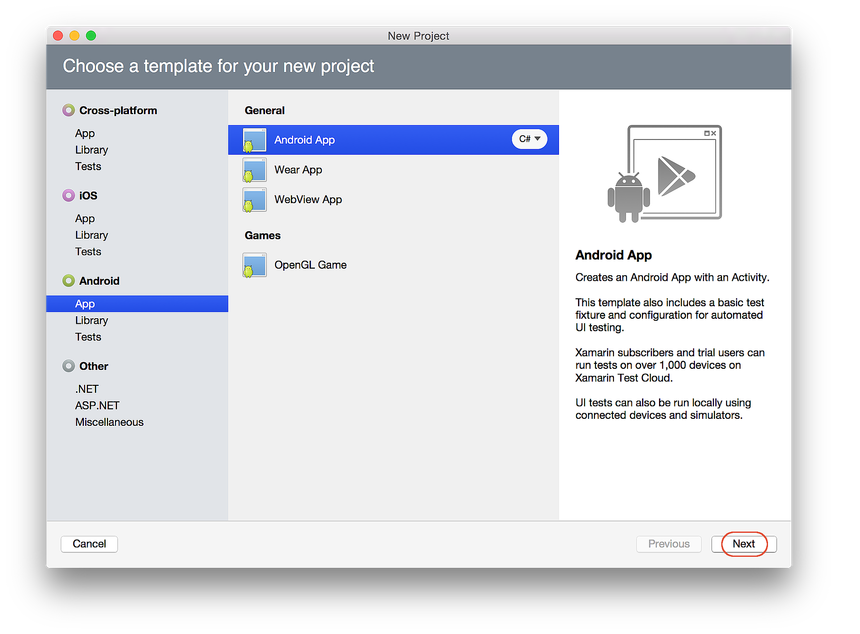 New Project
Choose a template for your new project
Cross-platform
App
Library
Tests
iOS
App
Library
Tests
Android
App
Library
Tests
Other
.NET
ASP.NET
Miscellaneous
General
Android App
C#
Wear App
WebView App
Games
OpenGL Game
Android App
Creates an Android App with an Activity.
This template also includes a basic test
fixture and configuration for automated
UI testing.
Xamarin subscribers and trial users can
run tests on over 1,000 devices on
Xamarin Test Cloud.
UI tests can also be run locally using
connected devices and simulators.
Cancel
Previous
Next